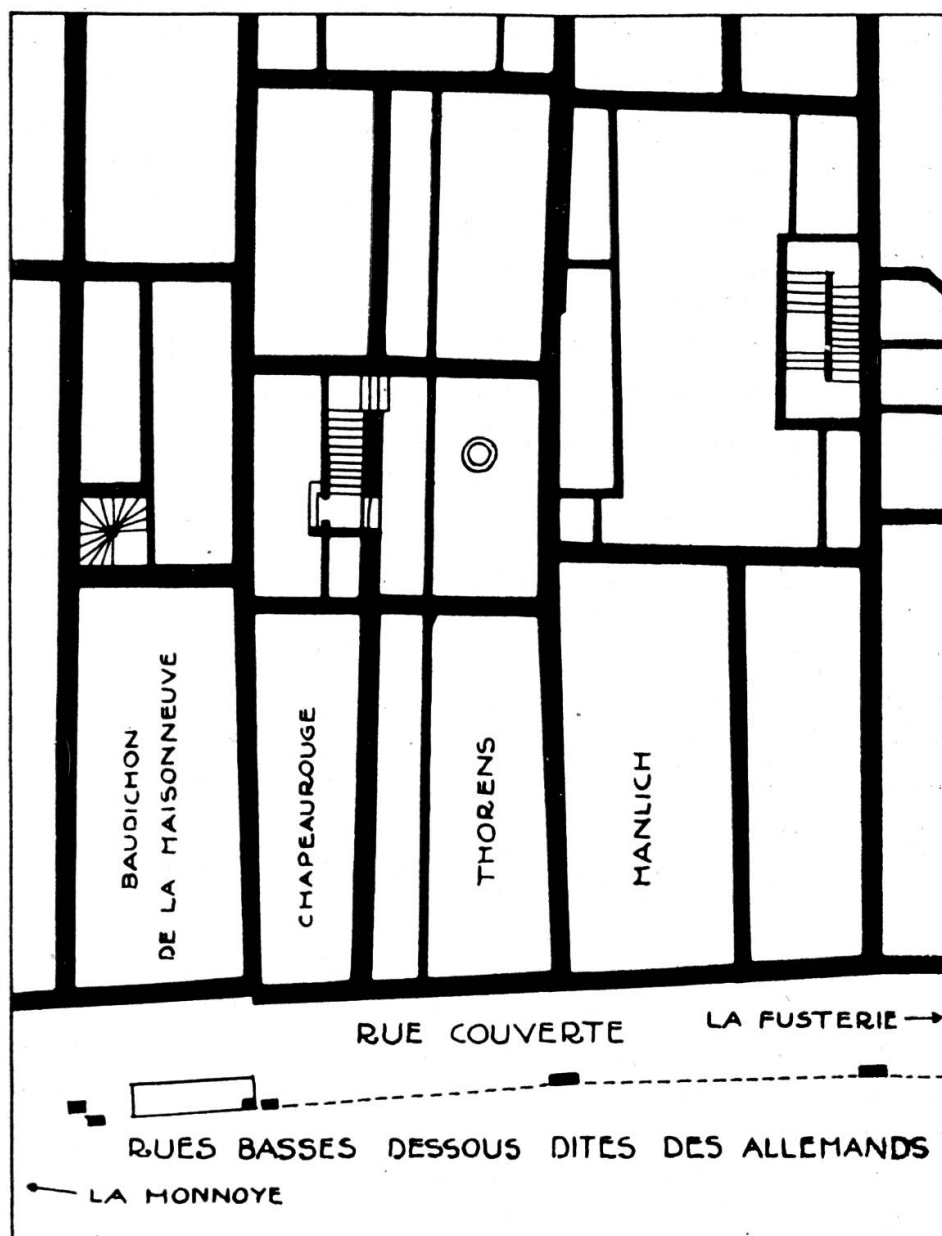 BAUDICHON
DE LA MAISONNEUVE
CHAPEAUROUGE
THORENS
MANLICH
RUE COUVERTE
LA FUSTERIE →
RUES BASSES DESSOUS DITES DES ALLEMANDS
← LA MONNOYE